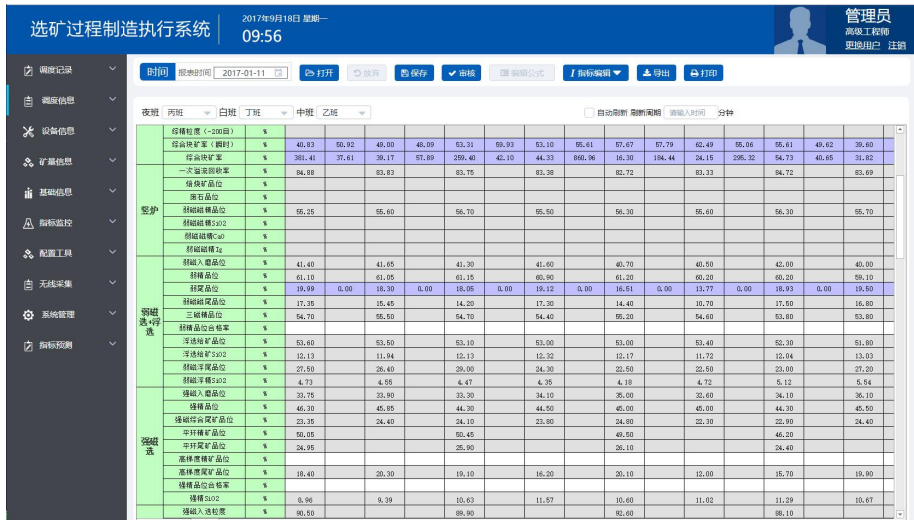 选矿过程制造执行系统
2017年9月18日 星期一
09:56
管理员
高级工程师
更换用户 注销
调度记录
调度信息
设备信息
矿量信息
基础信息
指标监控
配置工具
无线采集
系统管理
指标预测
时间 报表时间 2017-01-11 打开 放弃 保存 审核 编辑公式 指标编辑 导出 打印
夜班 丙班 白班 丁班 中班 乙班 自动刷新 刷新周期 请输入时间 分钟
综精粒度(-200目) %
综合块矿率(瞬时) % 40.83 50.92 49.00 48.09 53.31 59.93 53.10 55.61 57.67 57.79 62.49 55.06 55.61 49.62 39.60
综合块矿率 % 381.41 37.61 39.17 57.89 259.40 42.10 44.33 860.96 16.30 184.44 24.15 295.32 54.73 40.65 31.82
竖炉
一次溢流回收率 % 84.88 83.83 83.75 83.38 82.72 83.33 84.72 83.69
焙烧矿品位 %
废石品位 %
弱磁磁精品位 % 55.25 55.60 56.70 55.50 56.30 55.60 56.30 55.70
弱磁磁精SiO2 %
弱磁磁精CaO %
弱磁磁精Ig %
弱磁选+浮选
弱磁入磨品位 % 41.40 41.65 41.30 41.60 40.70 40.50 42.00 40.00
弱精品位 % 61.10 61.05 61.15 60.90 61.20 60.20 60.20 59.10
弱尾品位 % 19.99 0.00 18.30 0.00 18.05 0.00 19.12 0.00 16.51 0.00 13.77 0.00 18.93 0.00 19.50
弱磁磁尾品位 % 17.35 15.45 14.20 17.30 14.40 10.70 17.50 16.80
三磁精品位 % 54.70 55.50 54.70 54.40 55.20 54.60 53.80 53.80
弱精品位合格率 %
浮选给矿品位 % 53.60 53.50 53.10 53.00 53.00 53.40 52.30 51.80
浮选给矿SiO2 % 12.13 11.94 12.13 12.32 12.17 11.72 12.04 13.03
弱磁浮尾品位 % 27.50 26.40 29.00 24.30 22.50 22.50 23.00 27.20
弱磁浮精SiO2 % 4.73 4.55 4.47 4.35 4.18 4.72 5.12 5.54
强磁选
强磁入磨品位 % 33.75 33.90 33.30 34.10 35.00 32.60 34.10 36.10
强精品位 % 46.30 45.85 44.30 44.50 45.00 45.00 44.30 45.50
强磁综合尾矿品位 % 23.35 24.40 24.10 23.80 24.80 22.30 22.90 24.40
平环精矿品位 % 50.05 50.45 49.50 46.20
平环尾矿品位 % 24.95 25.90 26.10 24.40
高梯度精矿品位 %
高梯度尾矿品位 % 18.40 20.30 19.10 16.20 20.10 12.00 15.70 19.90
强精品位合格率 %
强精SiO2 % 8.96 9.39 10.63 11.57 10.60 11.02 11.29 10.67
强磁入选粒度 % 90.50 89.90 92.60 88.10